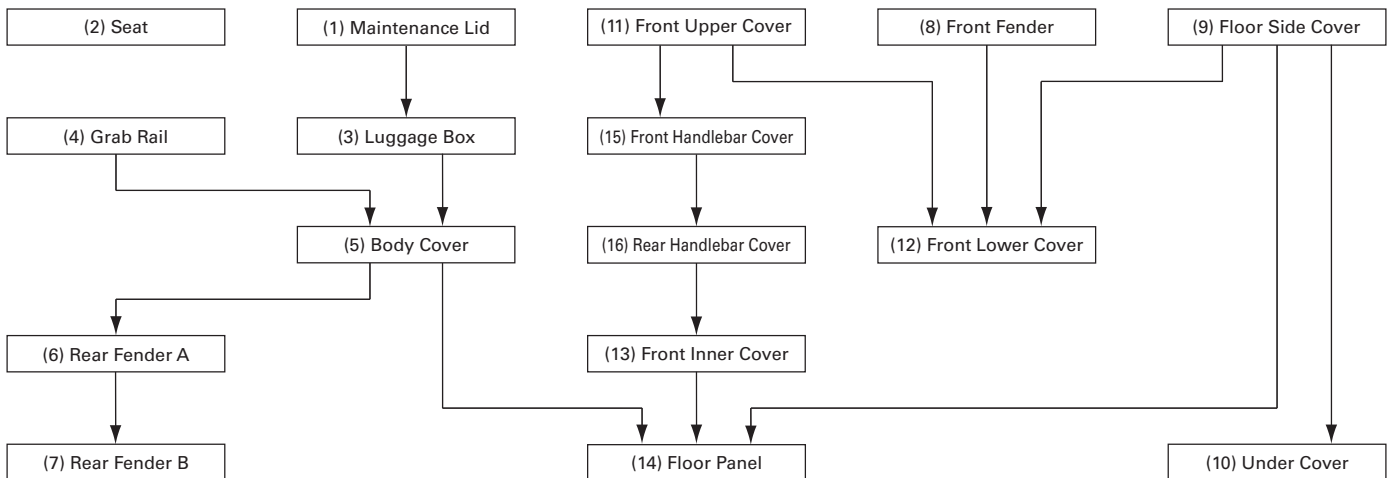 (2) Seat
(1) Maintenance Lid
(11) Front Upper Cover
(8) Front Fender
(9) Floor Side Cover
(4) Grab Rail
(3) Luggage Box
(15) Front Handlebar Cover
(5) Body Cover
(16) Rear Handlebar Cover
(12) Front Lower Cover
(6) Rear Fender A
(13) Front Inner Cover
(7) Rear Fender B
(14) Floor Panel
(10) Under Cover